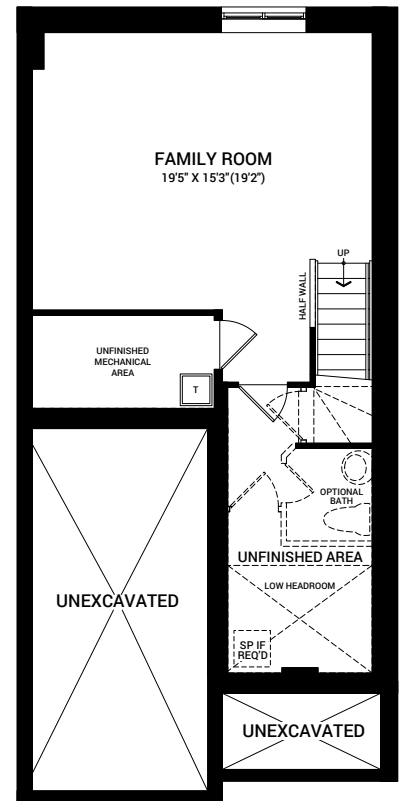 FAMILY ROOM
19'5" X 15'3"(19'2")
UP
HALF WALL
UNFINISHED
MECHANICAL
AREA
T
OPTIONAL
BATH
UNFINISHED AREA
LOW HEADROOM
UNEXCAVATED
SP IF
REQ'D
UNEXCAVATED